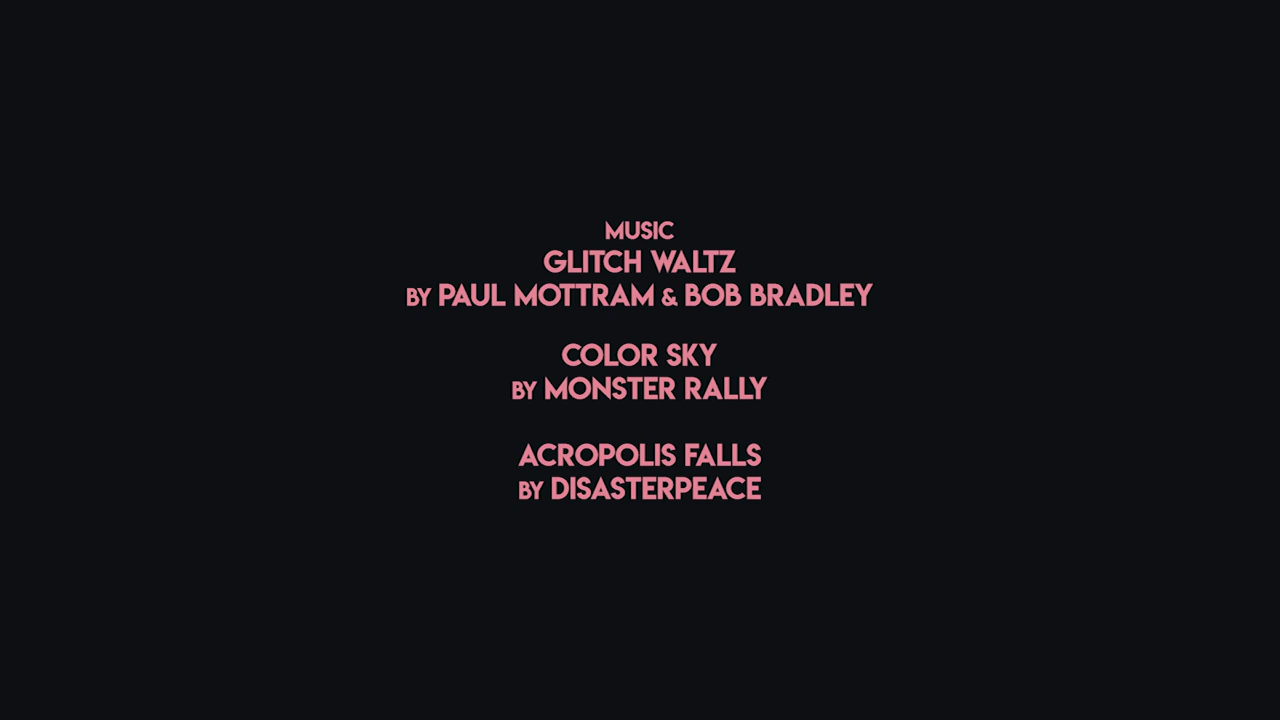 MUSIC
GLITCH WALTZ
BY PAUL MOTTRAM & BOB BRADLEY
COLOR SKY
BY MONSTER RALLY
ACROPOLIS FALLS
BY DISASTERPEACE